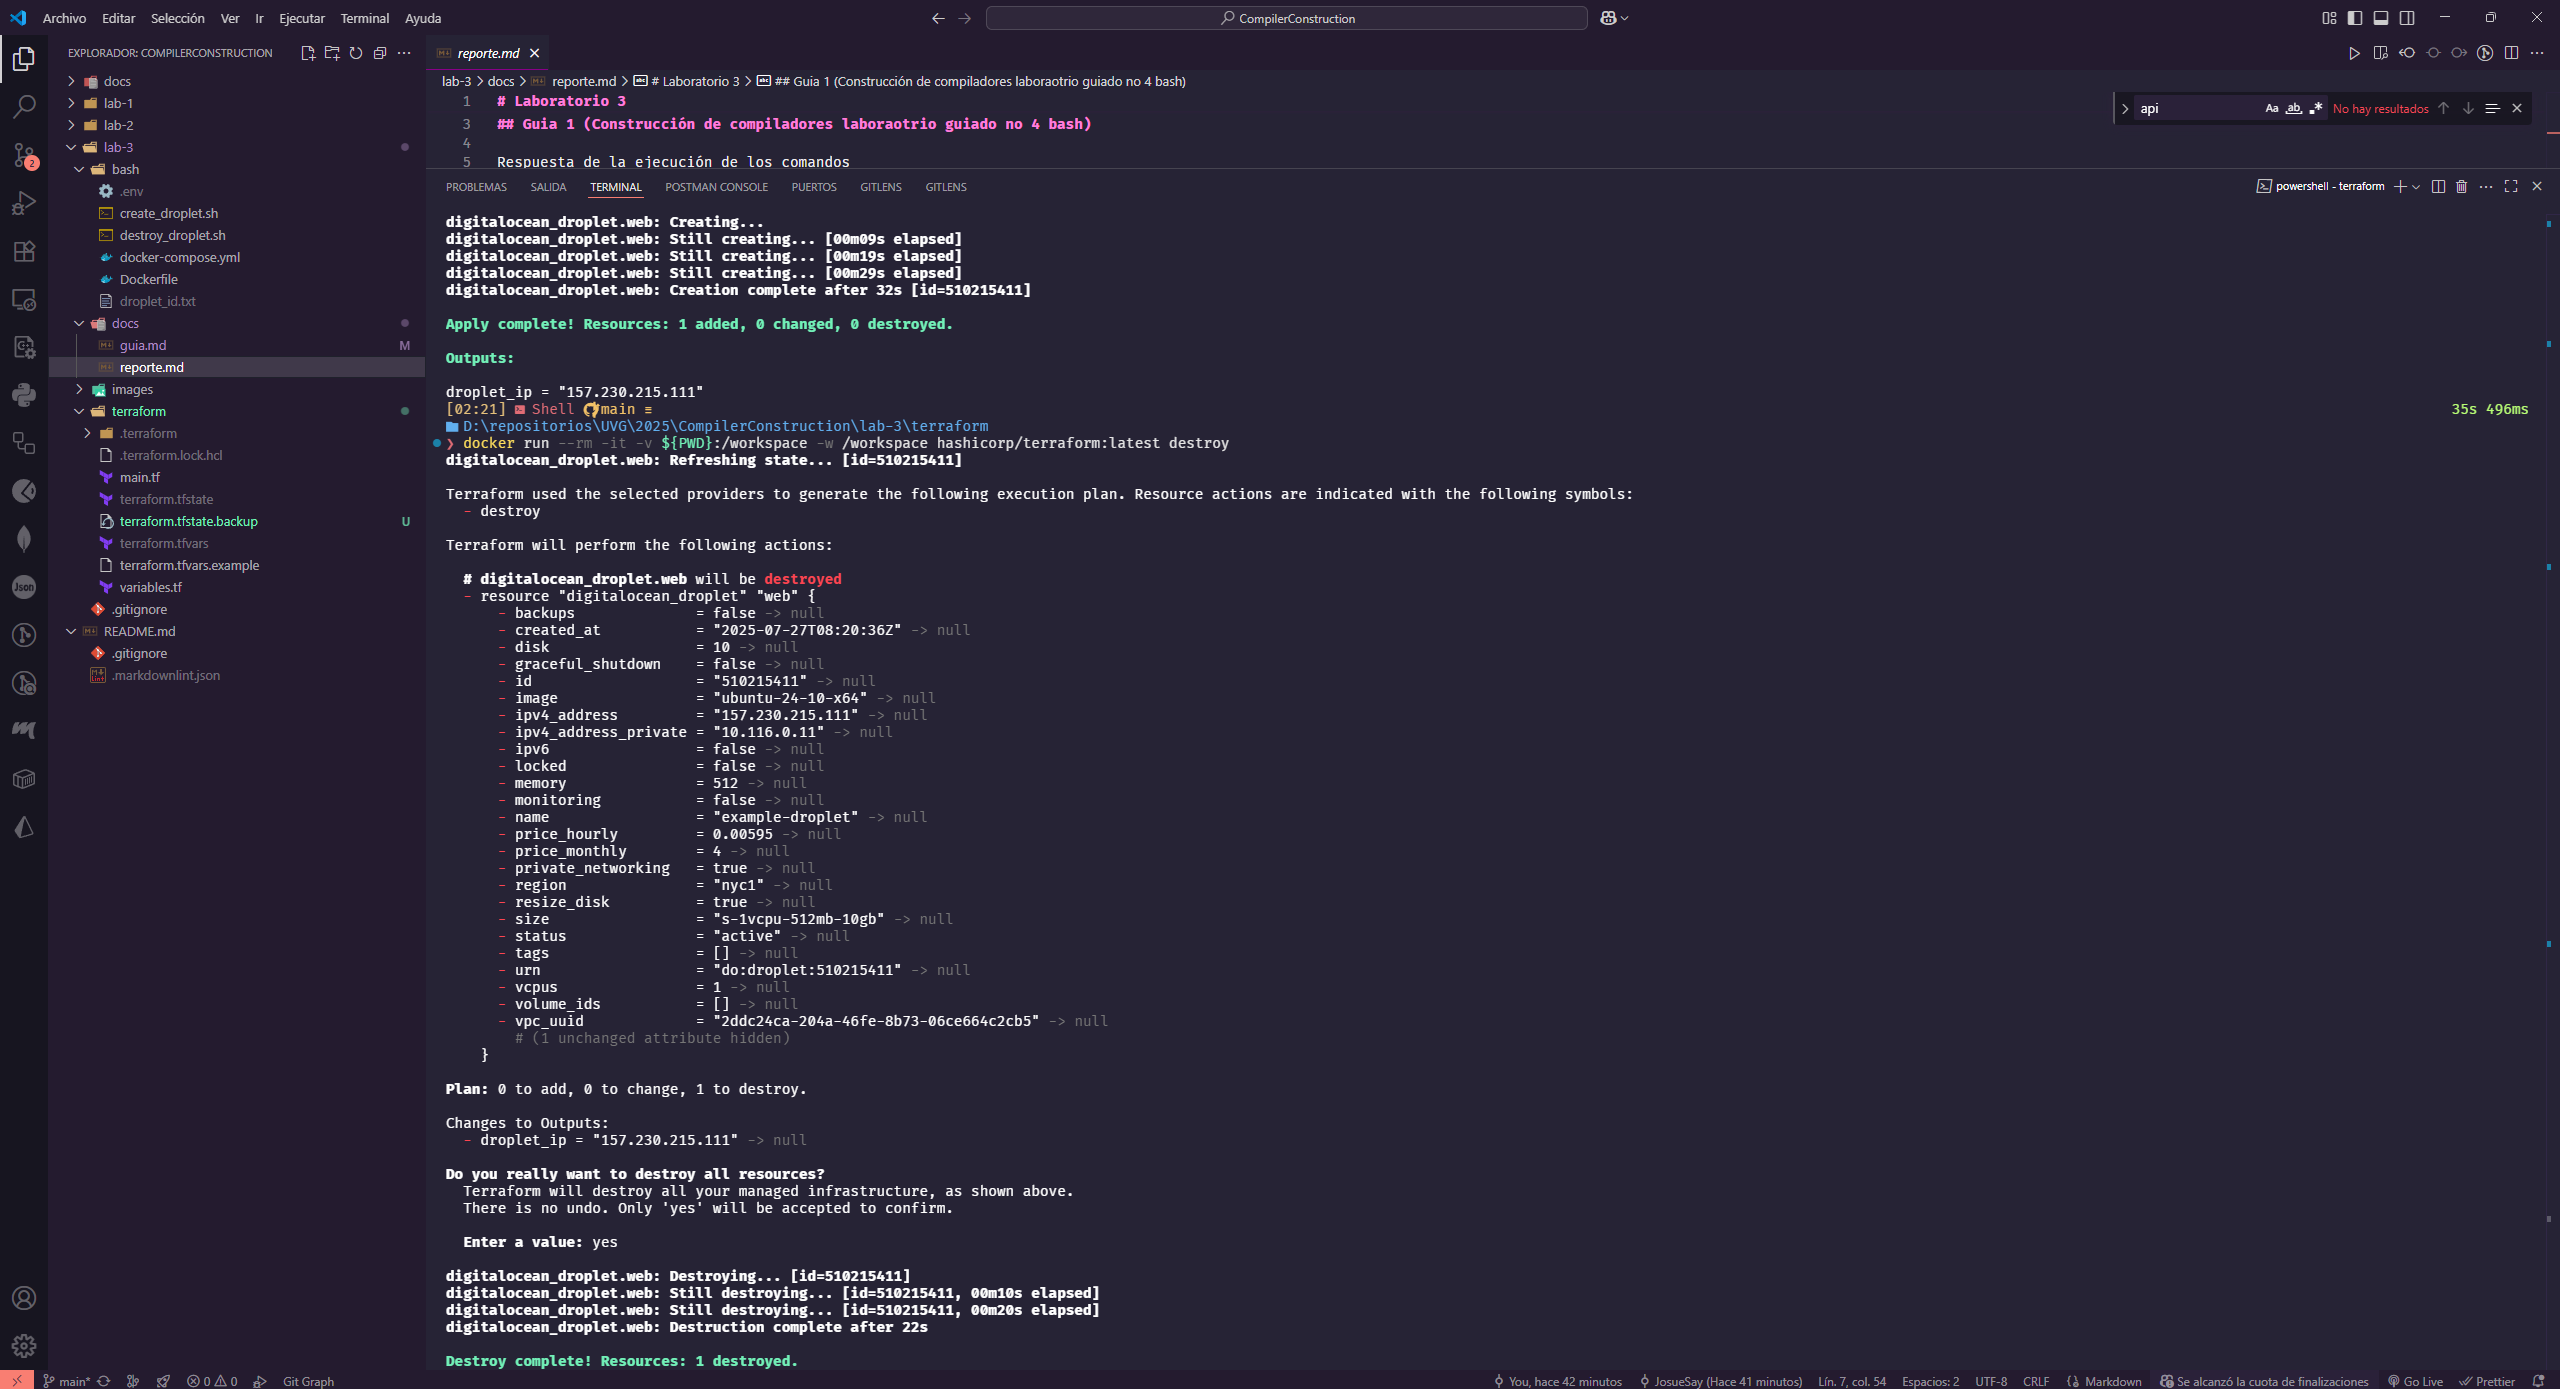 Archivo Editar Selección Ver Ir Ejecutar Terminal Ayuda
CompilerConstruction
EXPLORADOR: COMPILERCONSTRUCTION
docs
lab-1
lab-2
lab-3
bash
.env
create_droplet.sh
destroy_droplet.sh
docker-compose.yml
Dockerfile
droplet_id.txt
docs
guia.md M
reporte.md
images
terraform
.terraform
.terraform.lock.hcl
main.tf
terraform.tfstate
terraform.tfstate.backup U
terraform.tfvars
terraform.tfvars.example
variables.tf
.gitignore
README.md
.gitignore
.markdownlint.json
2
Json
reporte.md
lab-3 > docs > reporte.md > # Laboratorio 3 > ## Guia 1 (Construcción de compiladores laboraotrio guiado no 4 bash)
1 # Laboratorio 3
3 ## Guia 1 (Construcción de compiladores laboraotrio guiado no 4 bash)
4
5 Respuesta de la ejecución de los comandos
api Aa ab .* No hay resultados
PROBLEMAS SALIDA TERMINAL POSTMAN CONSOLE PUERTOS GITLENS GITLENS
powershell - terraform
digitalocean_droplet.web: Creating...
digitalocean_droplet.web: Still creating... [00m09s elapsed]
digitalocean_droplet.web: Still creating... [00m19s elapsed]
digitalocean_droplet.web: Still creating... [00m29s elapsed]
digitalocean_droplet.web: Creation complete after 32s [id=510215411]
Apply complete! Resources: 1 added, 0 changed, 0 destroyed.
Outputs:
droplet_ip = "157.230.215.111"
[02:21] Shell main ≡ 35s 496ms
D:\repositorios\UVG\2025\CompilerConstruction\lab-3\terraform
❯ docker run --rm -it -v ${PWD}:/workspace -w /workspace hashicorp/terraform:latest destroy
digitalocean_droplet.web: Refreshing state... [id=510215411]
Terraform used the selected providers to generate the following execution plan. Resource actions are indicated with the following symbols:
- destroy
Terraform will perform the following actions:
# digitalocean_droplet.web will be destroyed
- resource "digitalocean_droplet" "web" {
- backups = false -> null
- created_at = "2025-07-27T08:20:36Z" -> null
- disk = 10 -> null
- graceful_shutdown = false -> null
- id = "510215411" -> null
- image = "ubuntu-24-10-x64" -> null
- ipv4_address = "157.230.215.111" -> null
- ipv4_address_private = "10.116.0.11" -> null
- ipv6 = false -> null
- locked = false -> null
- memory = 512 -> null
- monitoring = false -> null
- name = "example-droplet" -> null
- price_hourly = 0.00595 -> null
- price_monthly = 4 -> null
- private_networking = true -> null
- region = "nyc1" -> null
- resize_disk = true -> null
- size = "s-1vcpu-512mb-10gb" -> null
- status = "active" -> null
- tags = [] -> null
- urn = "do:droplet:510215411" -> null
- vcpus = 1 -> null
- volume_ids = [] -> null
- vpc_uuid = "2ddc24ca-204a-46fe-8b73-06ce664c2cb5" -> null
# (1 unchanged attribute hidden)
}
Plan: 0 to add, 0 to change, 1 to destroy.
Changes to Outputs:
- droplet_ip = "157.230.215.111" -> null
Do you really want to destroy all resources?
Terraform will destroy all your managed infrastructure, as shown above.
There is no undo. Only 'yes' will be accepted to confirm.
Enter a value: yes
digitalocean_droplet.web: Destroying... [id=510215411]
digitalocean_droplet.web: Still destroying... [id=510215411, 00m10s elapsed]
digitalocean_droplet.web: Still destroying... [id=510215411, 00m20s elapsed]
digitalocean_droplet.web: Destruction complete after 22s
Destroy complete! Resources: 1 destroyed.
main* 0 0 Git Graph You, hace 42 minutos JosueSay (Hace 41 minutos) Lín. 7, col. 54 Espacios: 2 UTF-8 CRLF Markdown Se alcanzó la cuota de finalizaciones Go Live Prettier